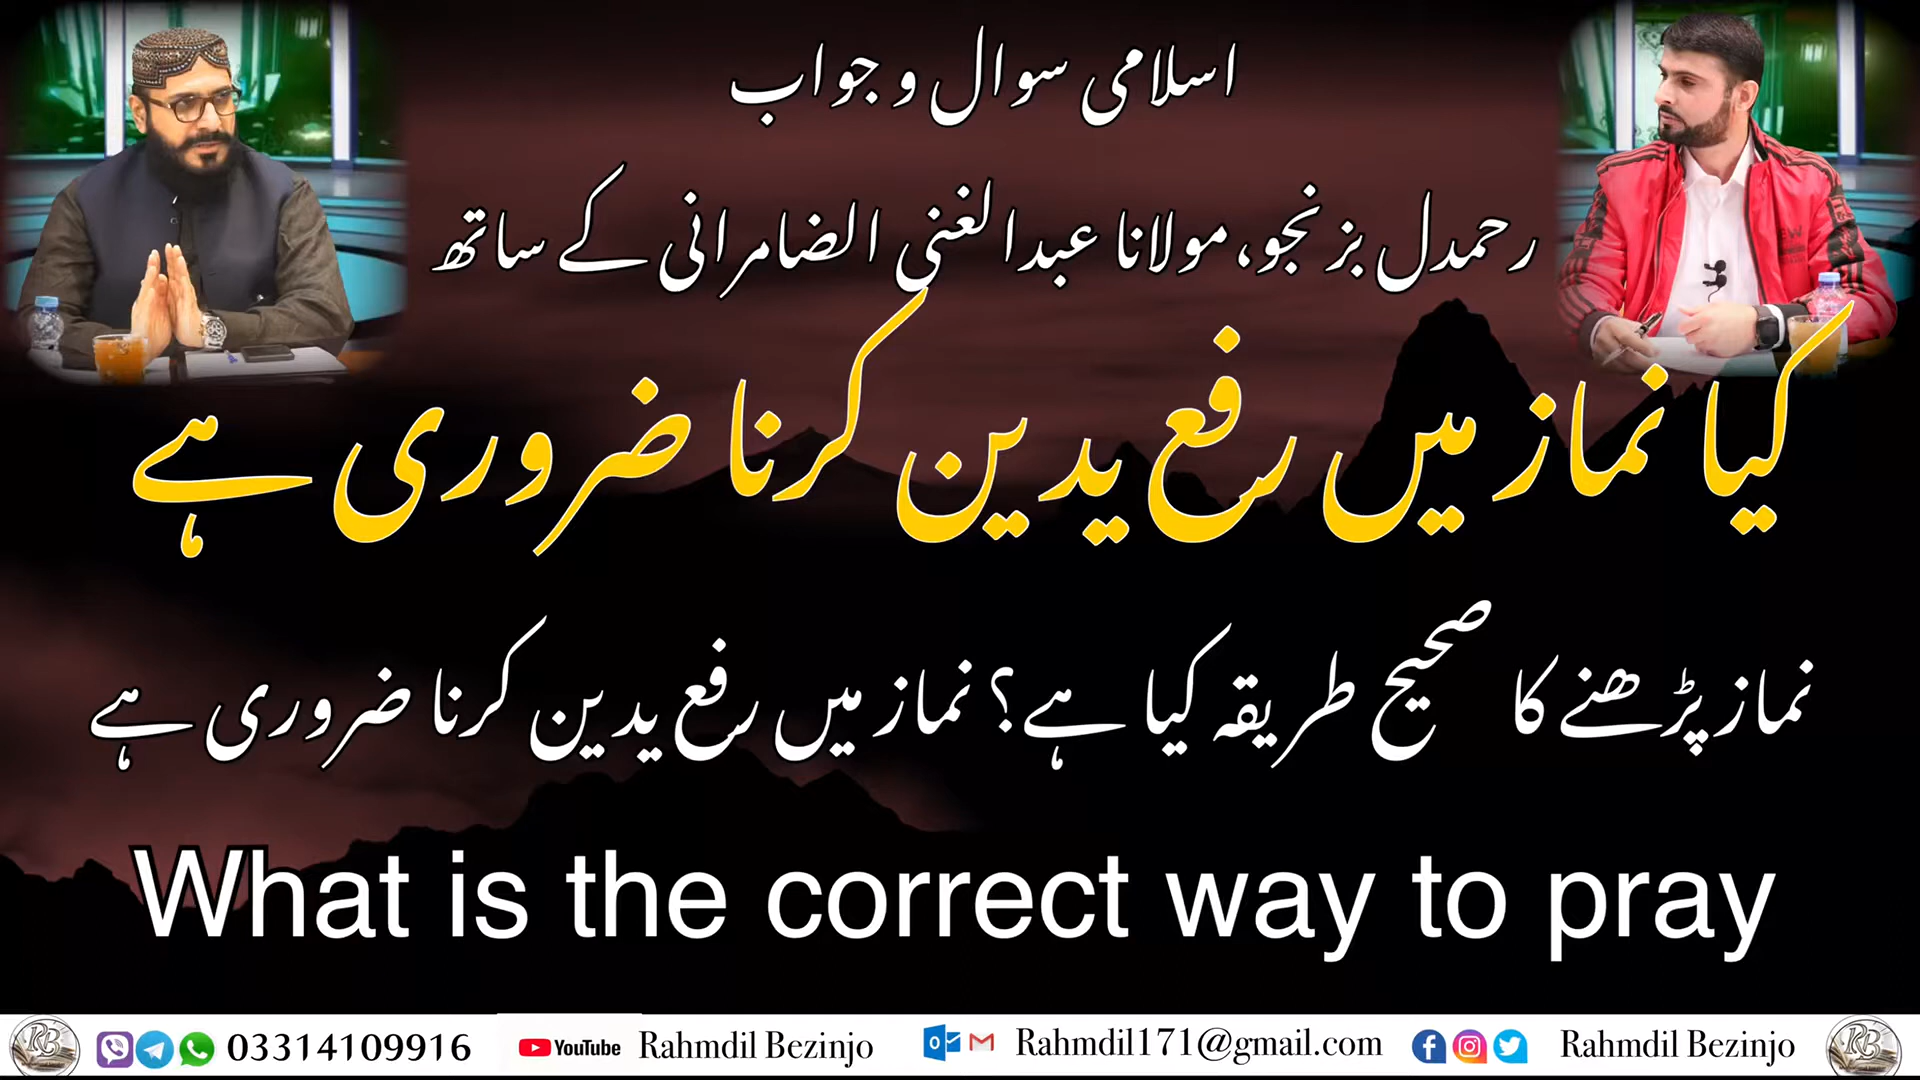 اسلامی سوال و جواب
رحمدل بزنجو، مولانا عبدالغنی الضامرانی کے ساتھ
کیا نماز میں رفع یدین کرنا ضروری ہے
نماز پڑھنے کا صحیح طریقہ کیا ہے؟ نماز میں رفع یدین کرنا ضروری ہے
What is the correct way to pray
RB 03314109916 YouTube Rahmdil Bezinjo Rahmdil171@gmail.com Rahmdil Bezinjo RB